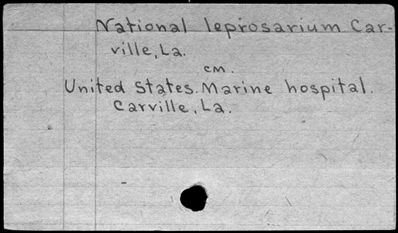 National leprosarium Car-
ville, La.
cm.
United States. Marine hospital.
Carville, La.